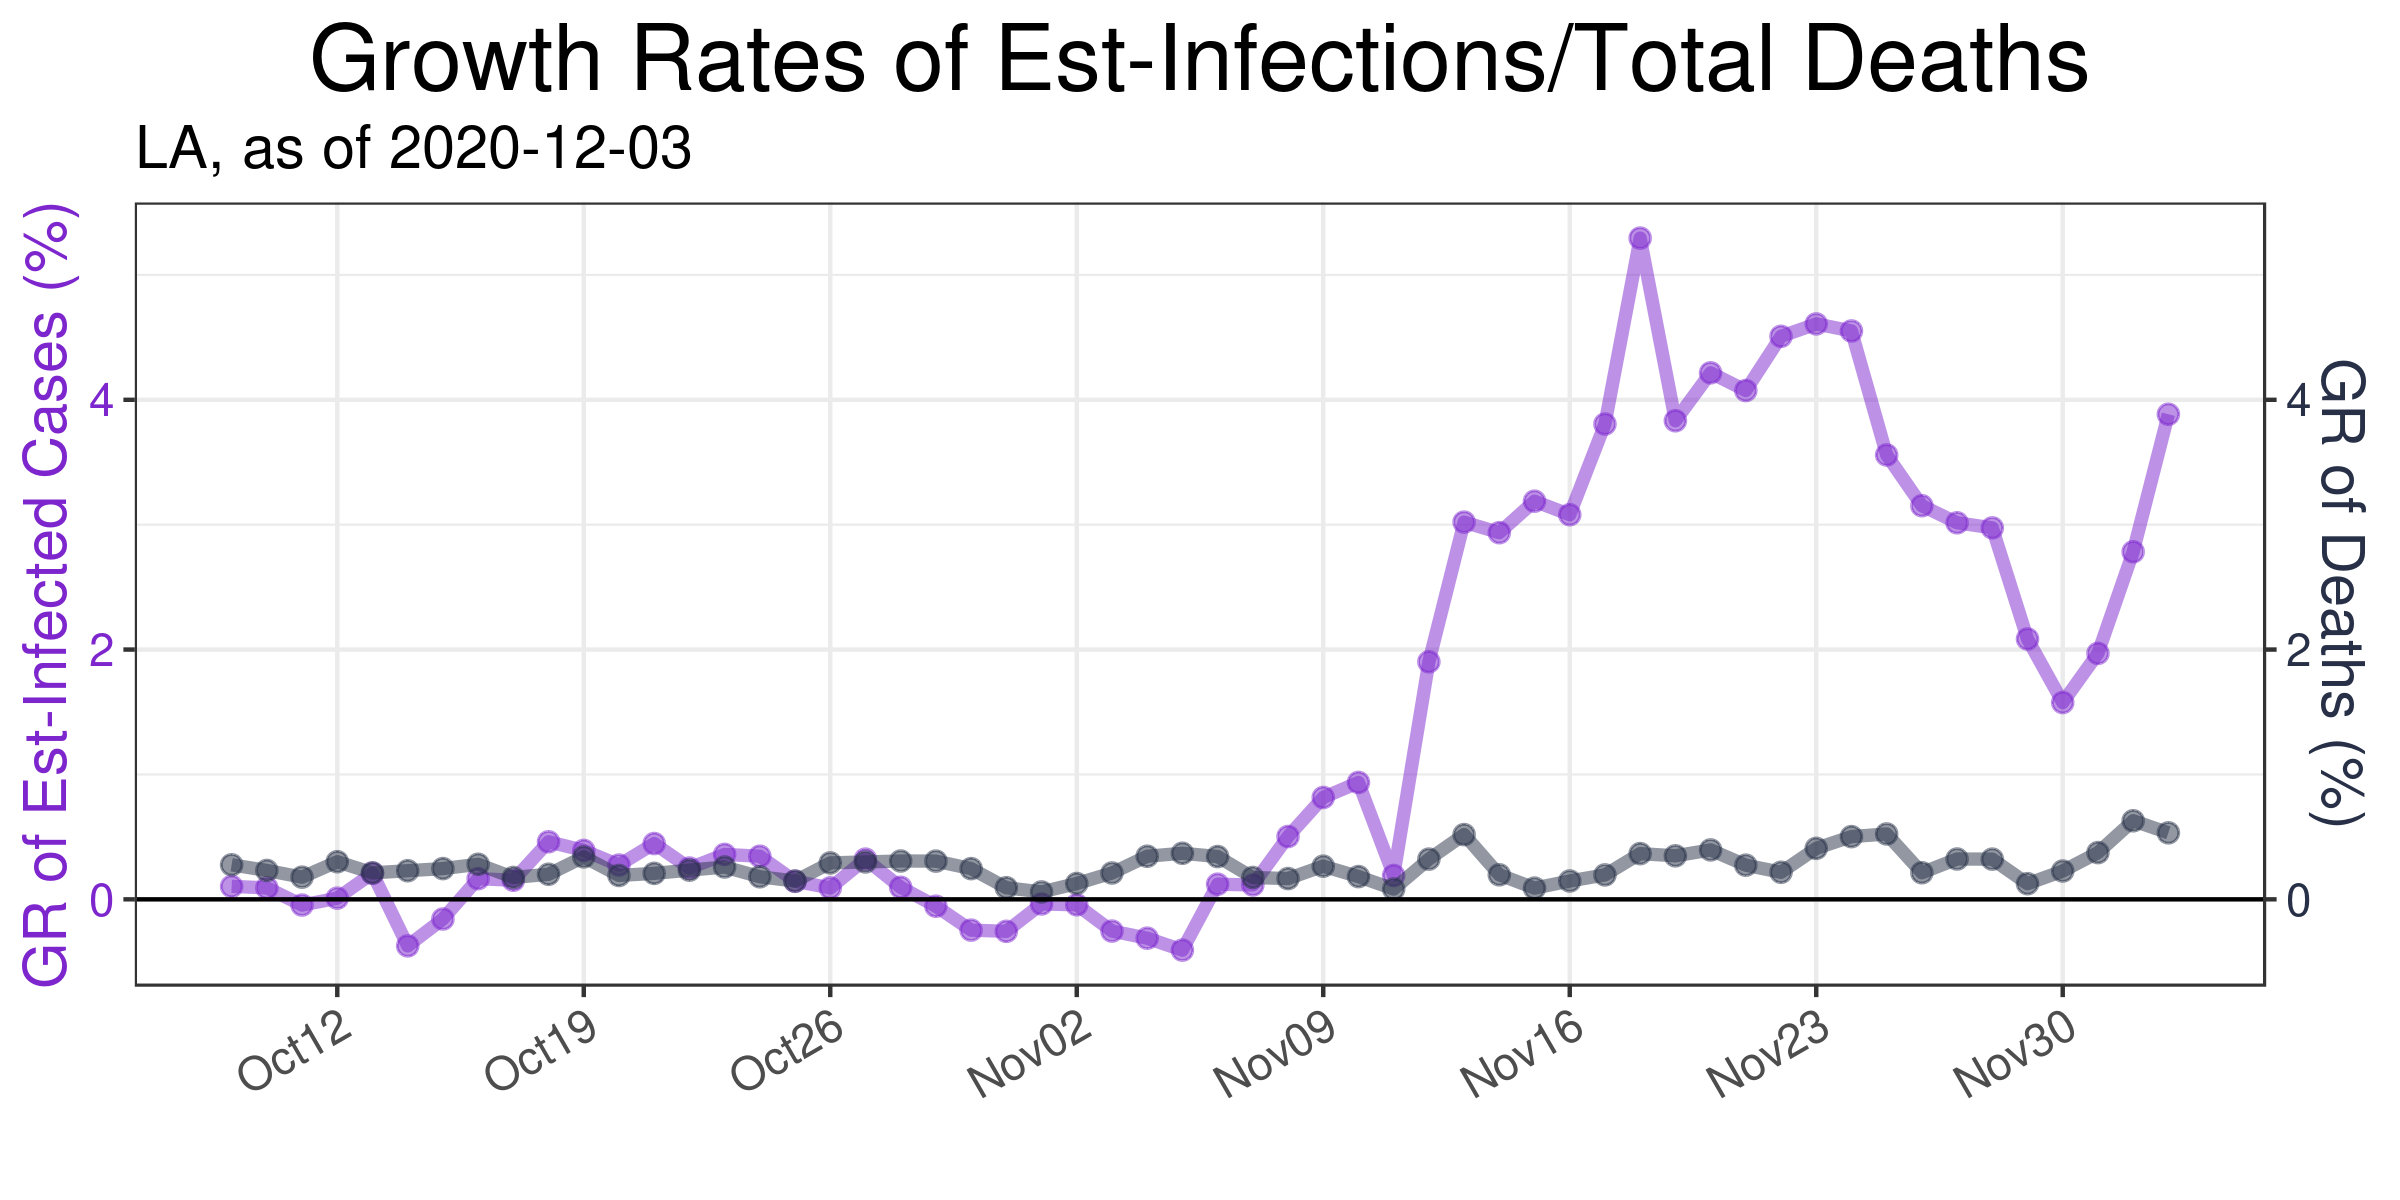 Growth Rates of Est-Infections/Total Deaths
LA, as of 2020-12-03
GR of Est-Infected Cases (%)
4
2
0
4
2
0
GR of Deaths (%)
Oct12
Oct19
Oct26
Nov02
Nov09
Nov16
Nov23
Nov30